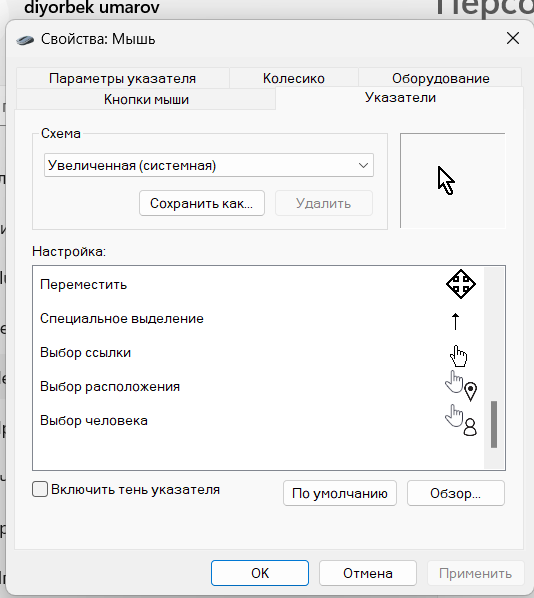 diyorbek umarov
Персо
Свойства: Мышь
Параметры указателя
Колесико
Оборудование
Кнопки мыши
Указатели
Схема
Увеличенная (системная)
Сохранить как...
Удалить
Настройка:
Переместить
Специальное выделение
Выбор ссылки
Выбор расположения
Выбор человека
Включить тень указателя
По умолчанию
Обзор...
OK
Отмена
Применить